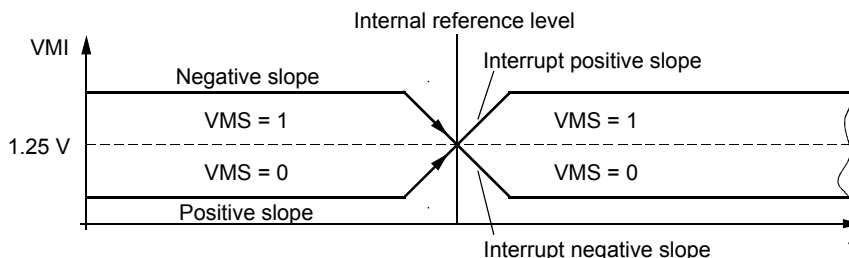 Internal reference level
VMI
Interrupt positive slope
Negative slope
VMS = 1
VMS = 1
1.25 V
VMS = 0
VMS = 0
Positive slope
Interrupt negative slope